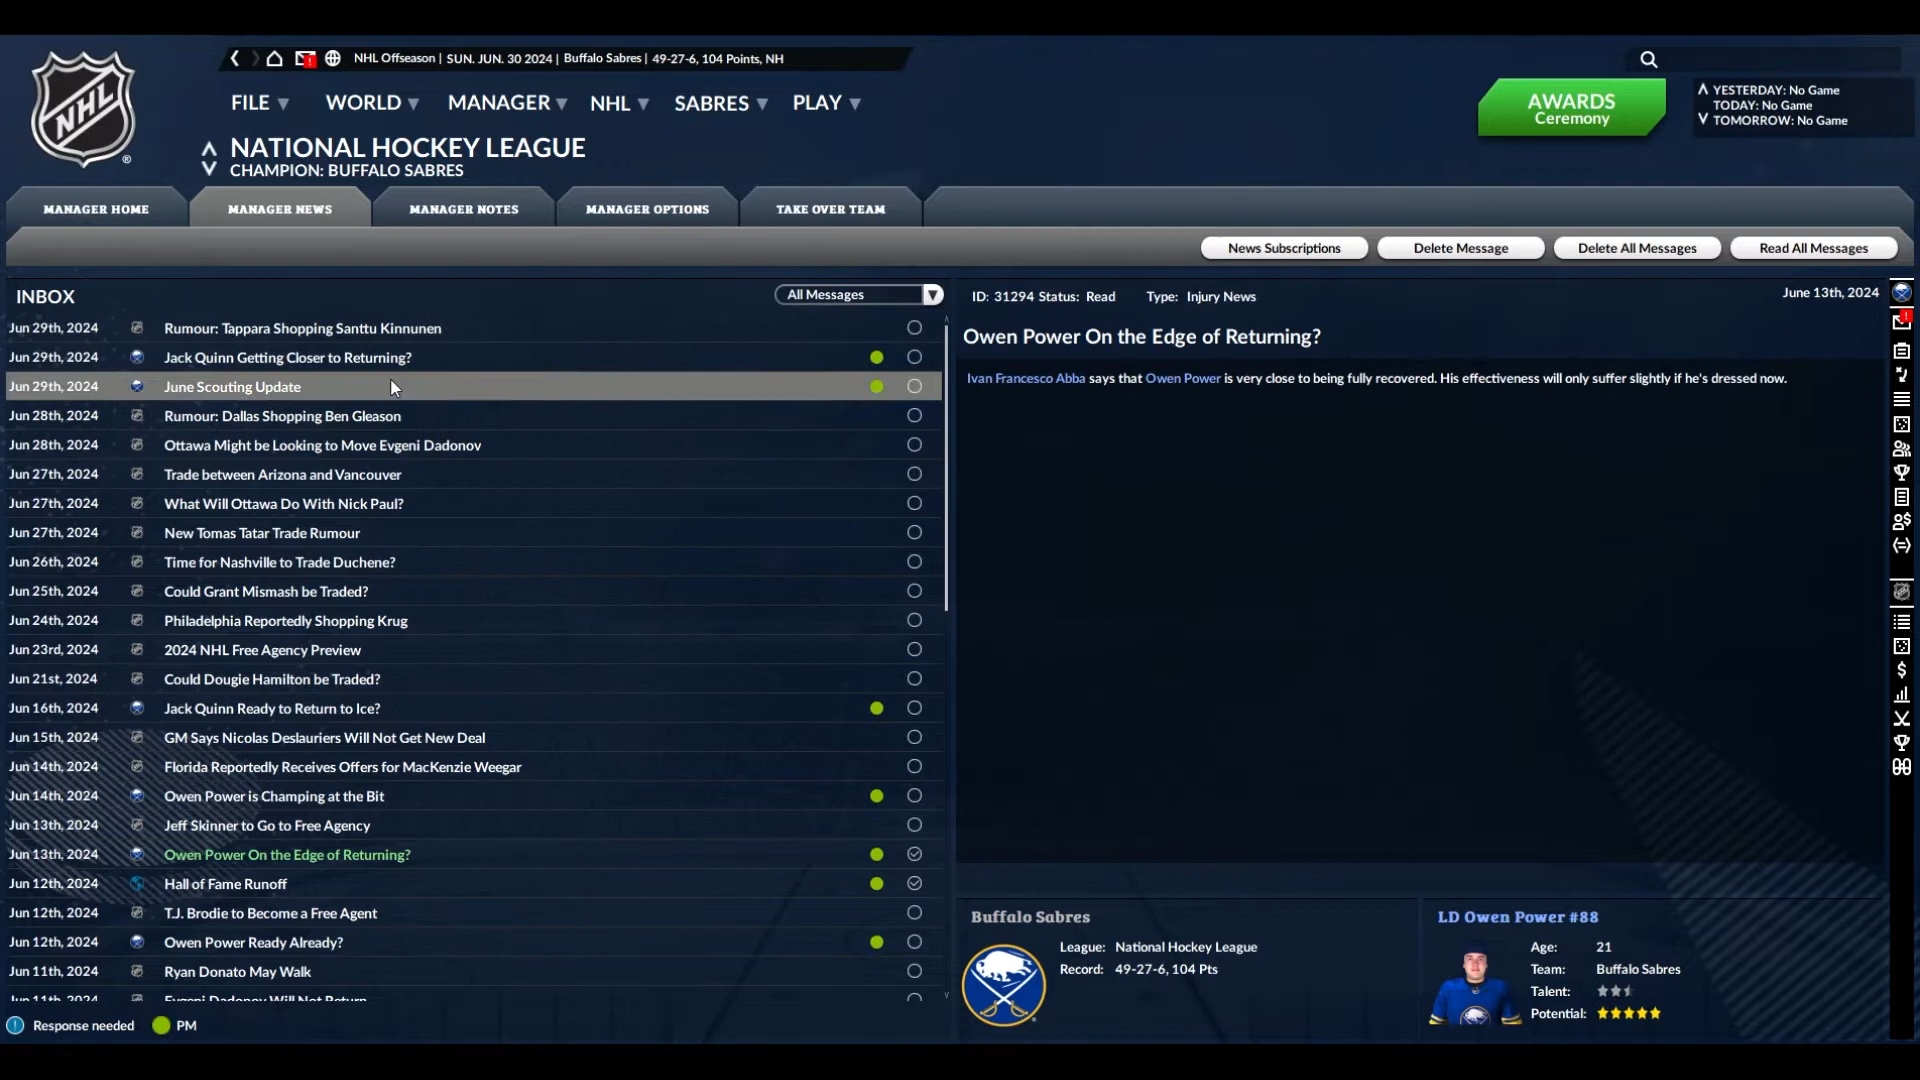 NHL Offseason | SUN. JUN. 30 2024 | Buffalo Sabres | 49-27-6, 104 Points, NH
FILE WORLD MANAGER NHL SABRES PLAY
AWARDS
Ceremony
YESTERDAY: No Game
TODAY: No Game
TOMORROW: No Game
NHL
NATIONAL HOCKEY LEAGUE
CHAMPION: BUFFALO SABRES
MANAGER HOME MANAGER NEWS MANAGER NOTES MANAGER OPTIONS TAKE OVER TEAM
News Subscriptions Delete Message Delete All Messages Read All Messages
INBOX All Messages
Jun 29th, 2024 Rumour: Tappara Shopping Santtu Kinnunen
Jun 29th, 2024 Jack Quinn Getting Closer to Returning?
Jun 29th, 2024 June Scouting Update
Jun 28th, 2024 Rumour: Dallas Shopping Ben Gleason
Jun 28th, 2024 Ottawa Might be Looking to Move Evgeni Dadonov
Jun 27th, 2024 Trade between Arizona and Vancouver
Jun 27th, 2024 What Will Ottawa Do With Nick Paul?
Jun 27th, 2024 New Tomas Tatar Trade Rumour
Jun 26th, 2024 Time for Nashville to Trade Duchene?
Jun 25th, 2024 Could Grant Mismash be Traded?
Jun 24th, 2024 Philadelphia Reportedly Shopping Krug
Jun 23rd, 2024 2024 NHL Free Agency Preview
Jun 21st, 2024 Could Dougie Hamilton be Traded?
Jun 16th, 2024 Jack Quinn Ready to Return to Ice?
Jun 15th, 2024 GM Says Nicolas Deslauriers Will Not Get New Deal
Jun 14th, 2024 Florida Reportedly Receives Offers for MacKenzie Weegar
Jun 14th, 2024 Owen Power is Champing at the Bit
Jun 13th, 2024 Jeff Skinner to Go to Free Agency
Jun 13th, 2024 Owen Power On the Edge of Returning?
Jun 12th, 2024 Hall of Fame Runoff
Jun 12th, 2024 T.J. Brodie to Become a Free Agent
Jun 12th, 2024 Owen Power Ready Already?
Jun 11th, 2024 Ryan Donato May Walk
Jun 11th, 2024 Evgeni Dadonov Will Not Return
Response needed PM
ID: 31294 Status: Read Type: Injury News June 13th, 2024
Owen Power On the Edge of Returning?
Ivan Francesco Abba says that Owen Power is very close to being fully recovered. His effectiveness will only suffer slightly if he's dressed now.
Buffalo Sabres
League: National Hockey League
Record: 49-27-6, 104 Pts
LD Owen Power #88
Age: 21
Team: Buffalo Sabres
Talent:
Potential: